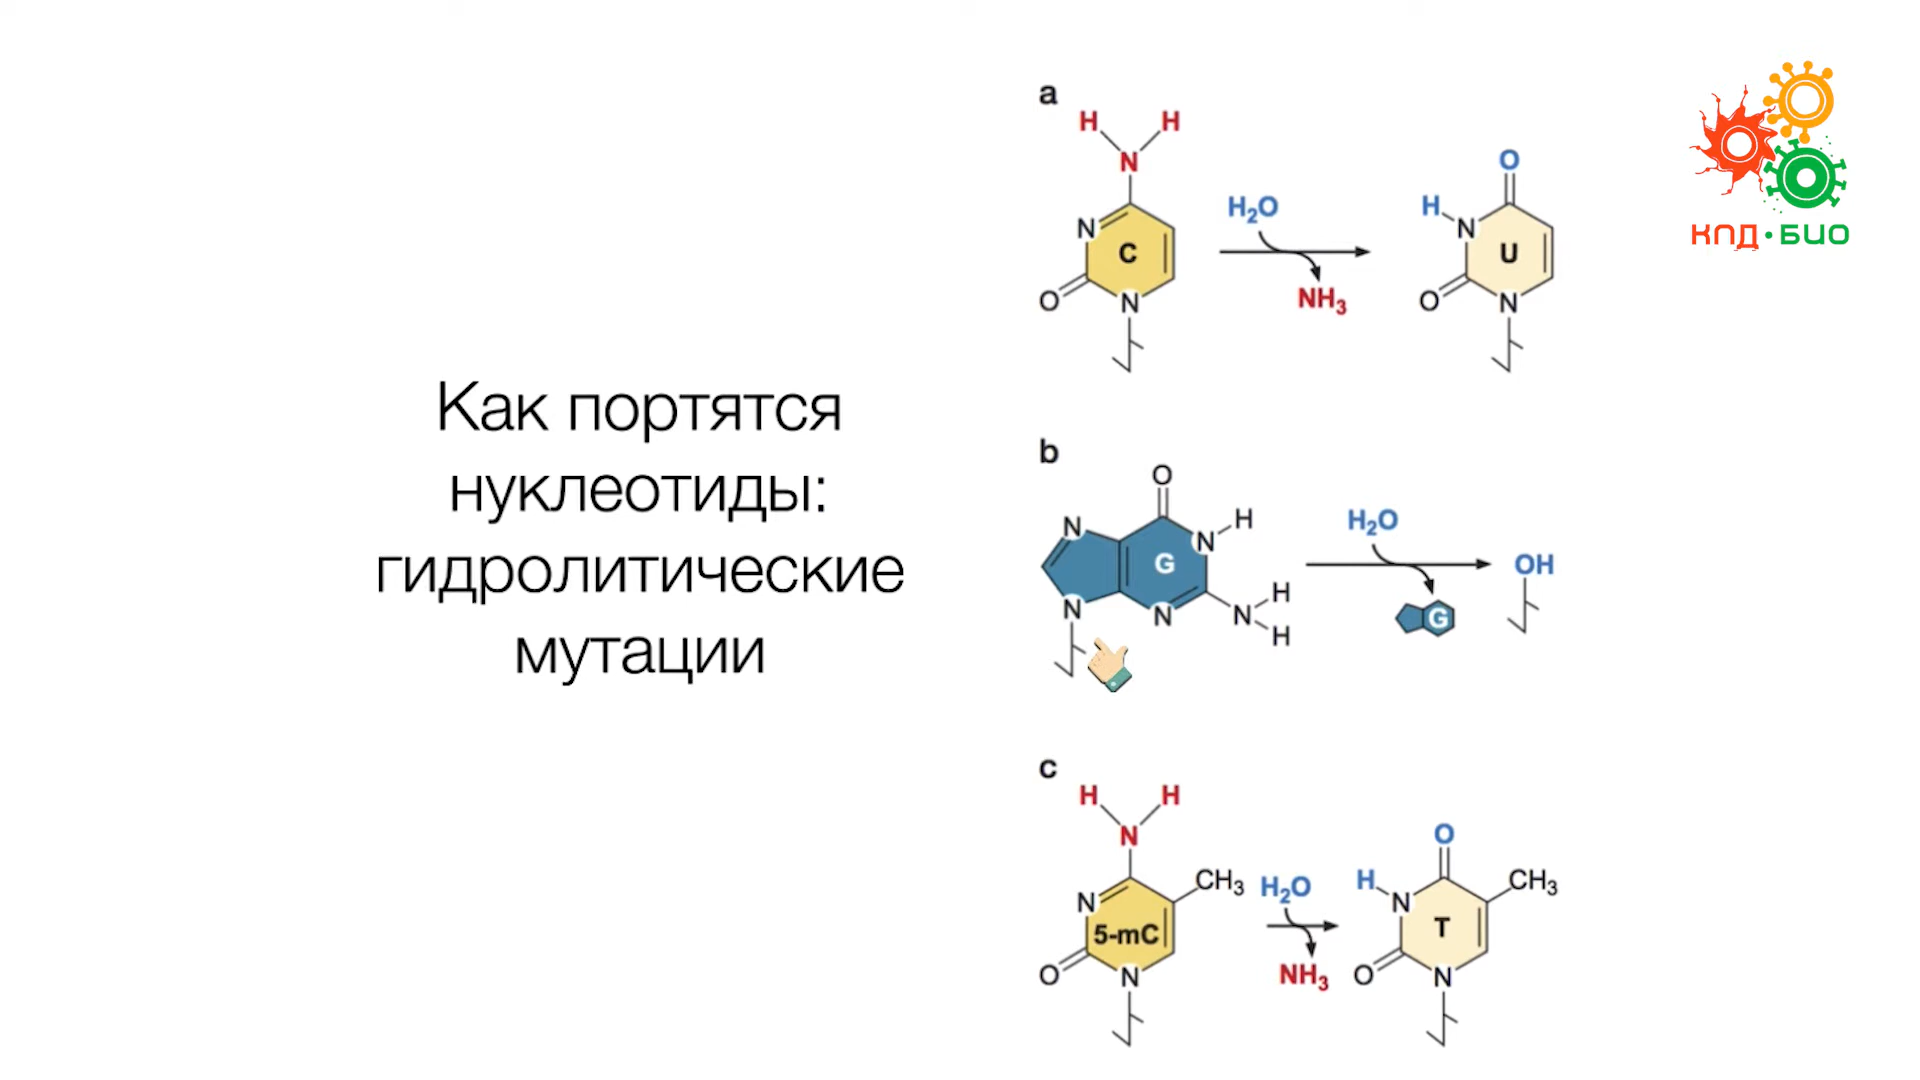 Как портятся
нуклеотиды:
гидролитические
мутации
a
H H
N
N
C
O
N
H₂O
NH₃
O
H
N
U
O
N
b
O
N
N
H
G
N
N
N
H
H
H₂O
G
OH
c
H H
N
CH₃
N
5-mC
O
N
H₂O
NH₃
O
H
N
CH₃
T
O
N
КПД·БИО